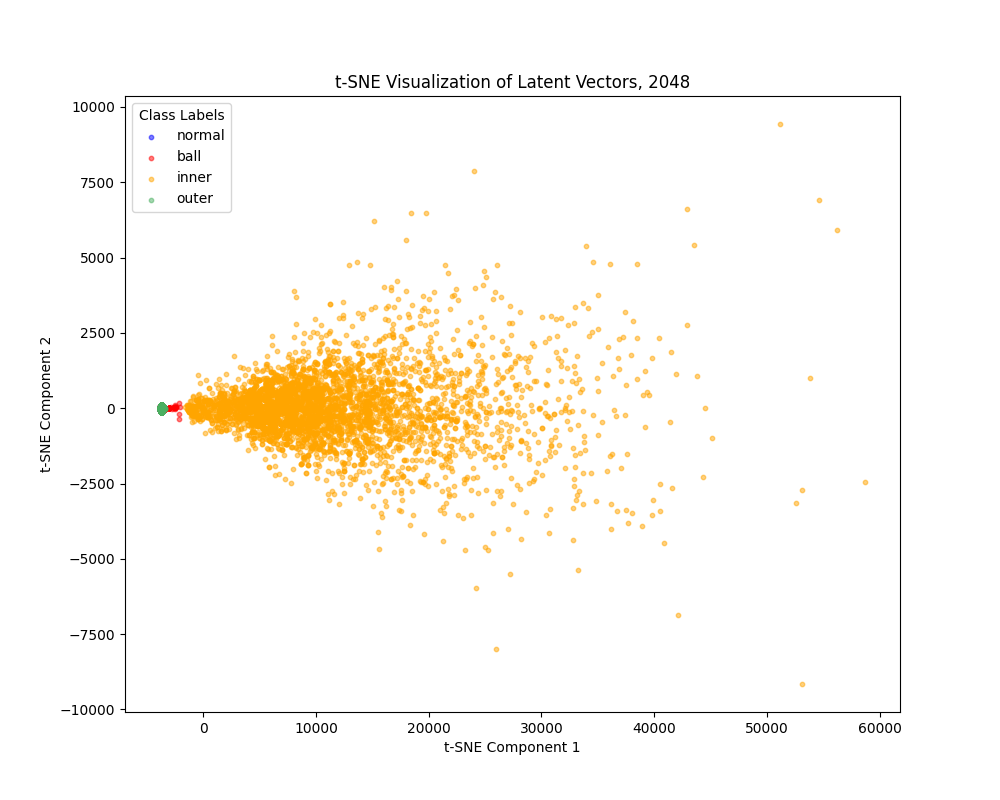 t-SNE Visualization of Latent Vectors, 2048
Class Labels
normal
ball
inner
outer
10000
7500
5000
2500
0
−2500
−5000
−7500
−10000
t-SNE Component 2
0
10000
20000
30000
40000
50000
60000
t-SNE Component 1